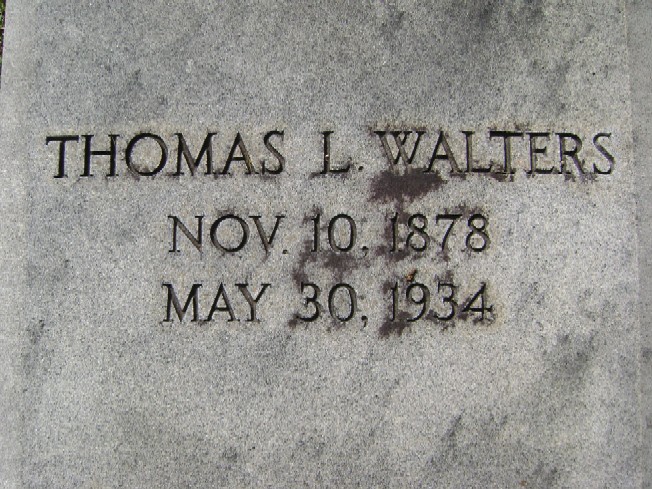 THOMAS L. WALTERS
NOV. 10, 1878
MAY 30, 1934